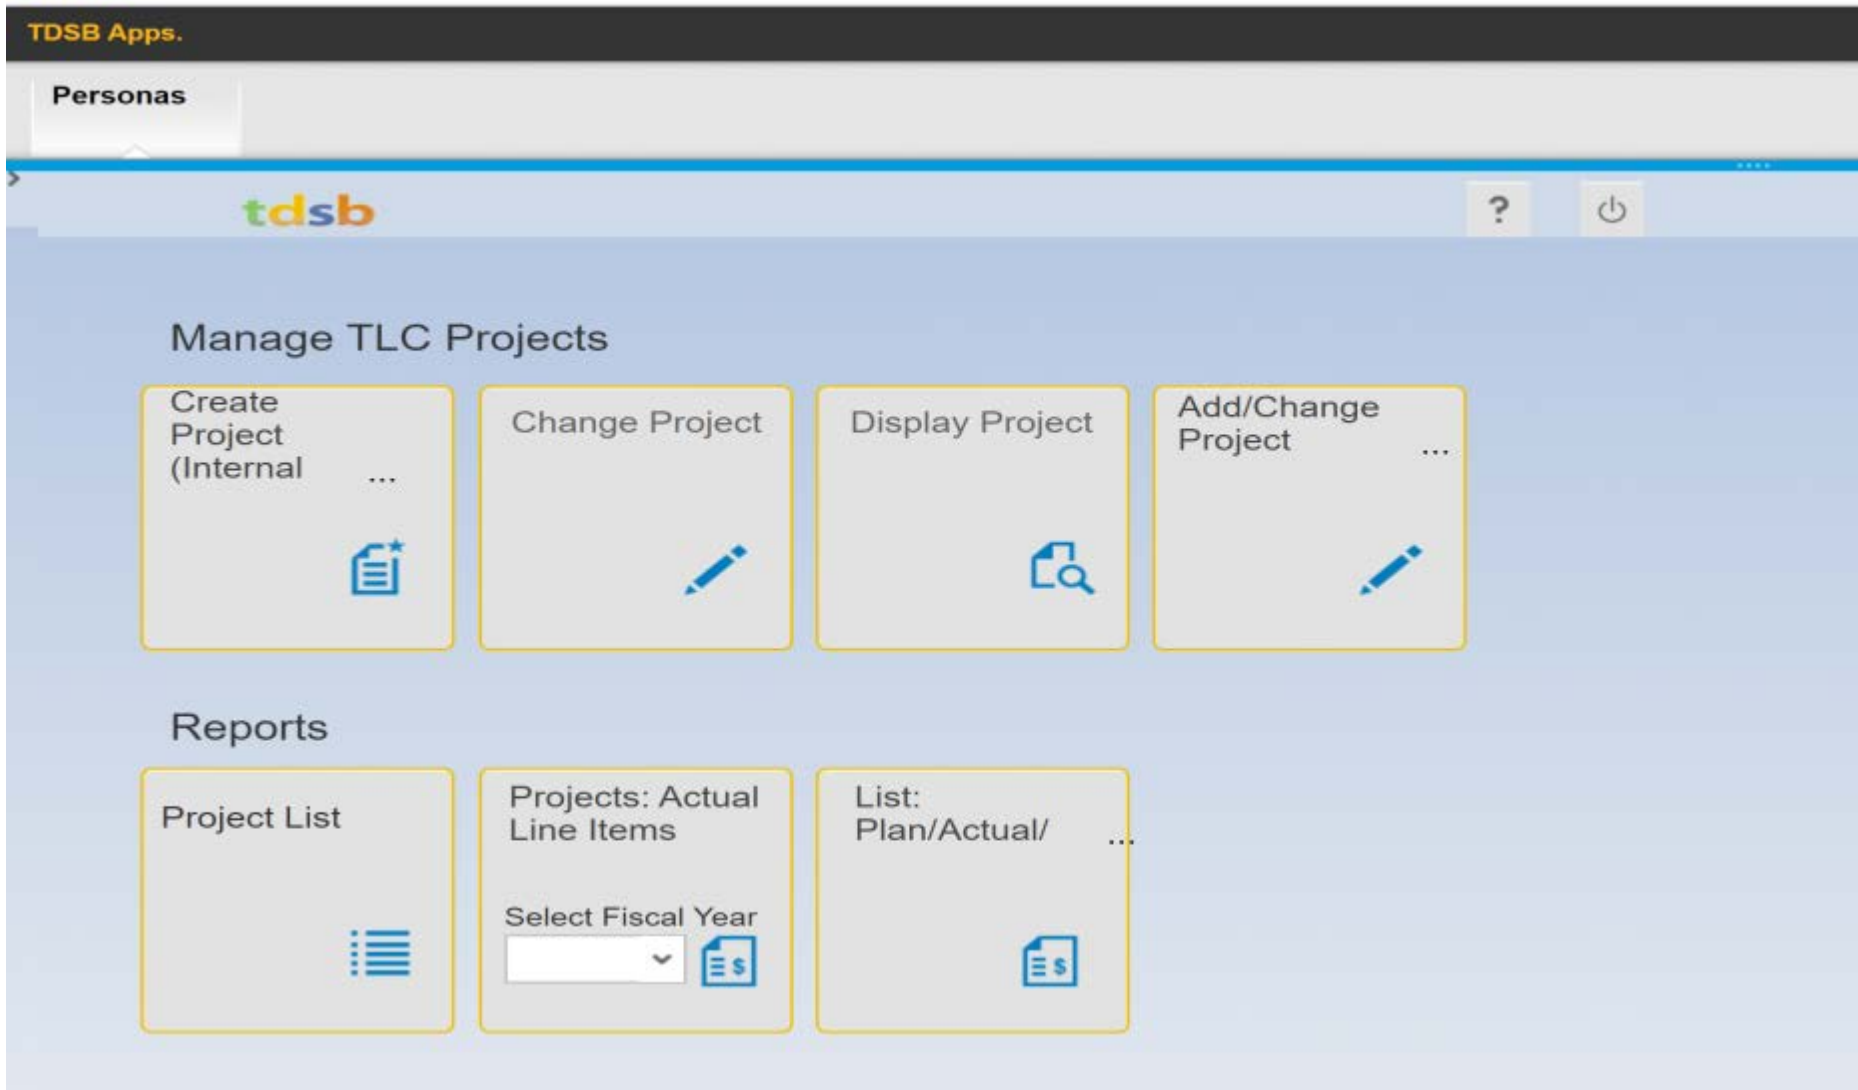 TDSB Apps.
Personas
tdsb
?
Manage TLC Projects
Create
Project
(Internal ...
Change Project
Display Project
Add/Change
Project ...
Reports
Project List
Projects: Actual
Line Items
Select Fiscal Year
$
List:
Plan/Actual/ ...
$